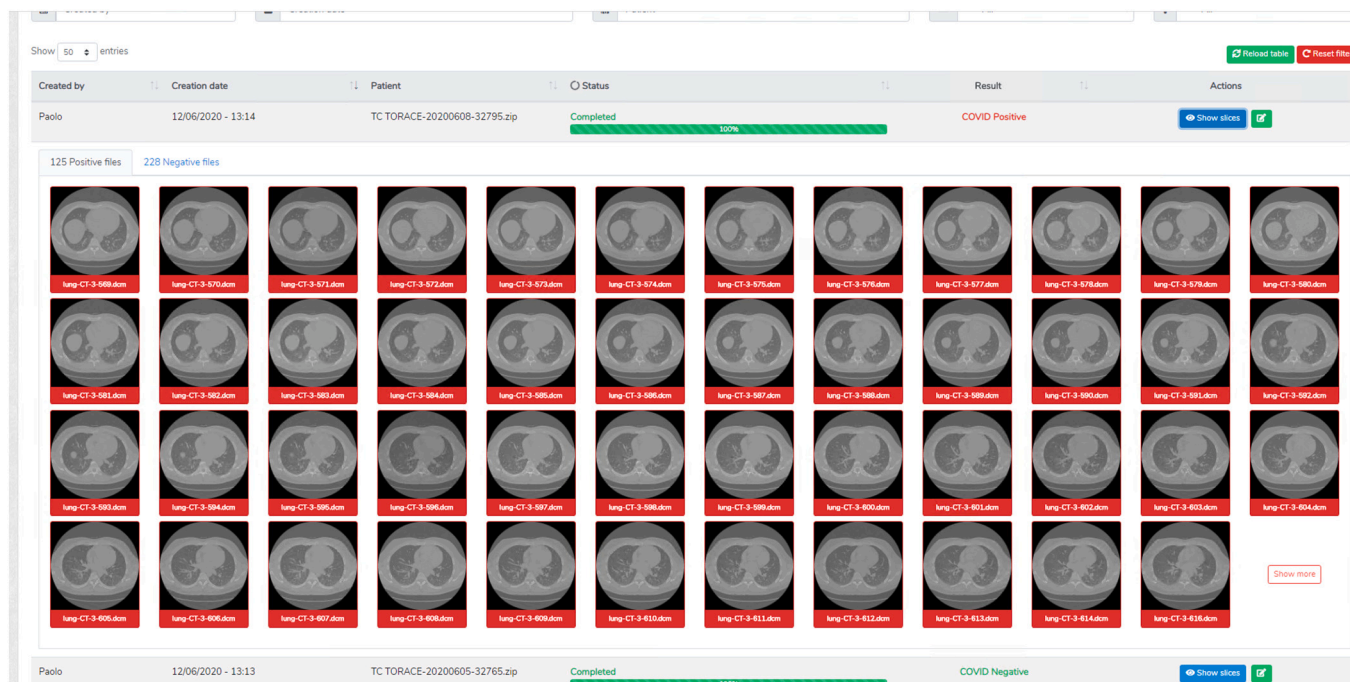 Show 50 entries
Reload table Reset filte
Created by Creation date Patient Status Result Actions
Paolo 12/06/2020 - 13:14 TC TORACE-20200608-32795.zip Completed COVID Positive Show slices
100%
125 Positive files 228 Negative files
lung-CT-3-569.dcm lung-CT-3-570.dcm lung-CT-3-571.dcm lung-CT-3-572.dcm lung-CT-3-573.dcm lung-CT-3-574.dcm lung-CT-3-575.dcm lung-CT-3-576.dcm lung-CT-3-577.dcm lung-CT-3-578.dcm lung-CT-3-579.dcm lung-CT-3-580.dcm
lung-CT-3-581.dcm lung-CT-3-582.dcm lung-CT-3-583.dcm lung-CT-3-584.dcm lung-CT-3-585.dcm lung-CT-3-586.dcm lung-CT-3-587.dcm lung-CT-3-588.dcm lung-CT-3-589.dcm lung-CT-3-590.dcm lung-CT-3-591.dcm lung-CT-3-592.dcm
lung-CT-3-593.dcm lung-CT-3-594.dcm lung-CT-3-595.dcm lung-CT-3-596.dcm lung-CT-3-597.dcm lung-CT-3-598.dcm lung-CT-3-599.dcm lung-CT-3-600.dcm lung-CT-3-601.dcm lung-CT-3-602.dcm lung-CT-3-603.dcm lung-CT-3-604.dcm
lung-CT-3-605.dcm lung-CT-3-606.dcm lung-CT-3-607.dcm lung-CT-3-608.dcm lung-CT-3-609.dcm lung-CT-3-610.dcm lung-CT-3-611.dcm lung-CT-3-612.dcm lung-CT-3-613.dcm lung-CT-3-614.dcm lung-CT-3-616.dcm Show more
Paolo 12/06/2020 - 13:13 TC TORACE-20200605-32765.zip Completed COVID Negative Show slices